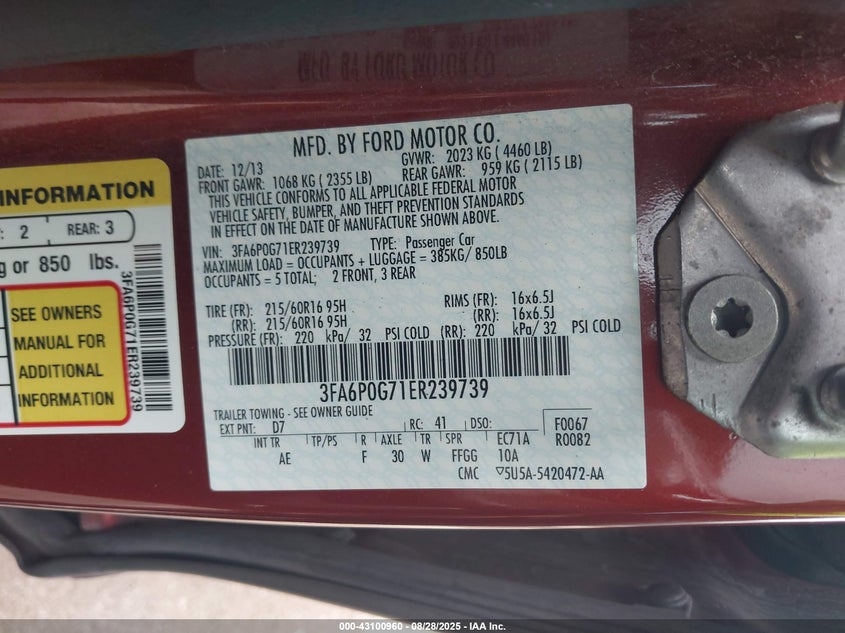 MFD. BY FORD MOTOR CO.
DATE: 12/13
GVWR: 2023 KG ( 4460 LB)
FRONT GAWR: 1068 KG ( 2355 LB)
REAR GAWR: 959 KG ( 2115 LB)
THIS VEHICLE CONFORMS TO ALL APPLICABLE FEDERAL MOTOR
VEHICLE SAFETY, BUMPER, AND THEFT PREVENTION STANDARDS
IN EFFECT ON THE DATE OF MANUFACTURE SHOWN ABOVE.
VIN: 3FA6P0G71ER239739 TYPE: Passenger Car
MAXIMUM LOAD = OCCUPANTS + LUGGAGE = 385KG/ 850LB
OCCUPANTS = 5 TOTAL; 2 FRONT, 3 REAR
TIRE (FR): 215/60R16 95H RIMS (FR): 16x6.5J
(RR): 215/60R16 95H (RR): 16x6.5J
PRESSURE (FR): 220 kPa/ 32 PSI COLD (RR): 220 kPa/ 32 PSI COLD
3FA6P0G71ER239739
TRAILER TOWING - SEE OWNER GUIDE
EXT PNT: D7 RC: 41 DSO: F0067
R0082
INT TR TP/PS R AXLE TR SPR EC71A
AE F 30 W FFGG 10A
CMC 5U5A-5420472-AA
INFORMATION
2 REAR: 3
or 850 lbs.
SEE OWNERS
MANUAL FOR
ADDITIONAL
INFORMATION
3FA6P0G71ER239739
000-43100960 - 08/28/2025 - IAA Inc.